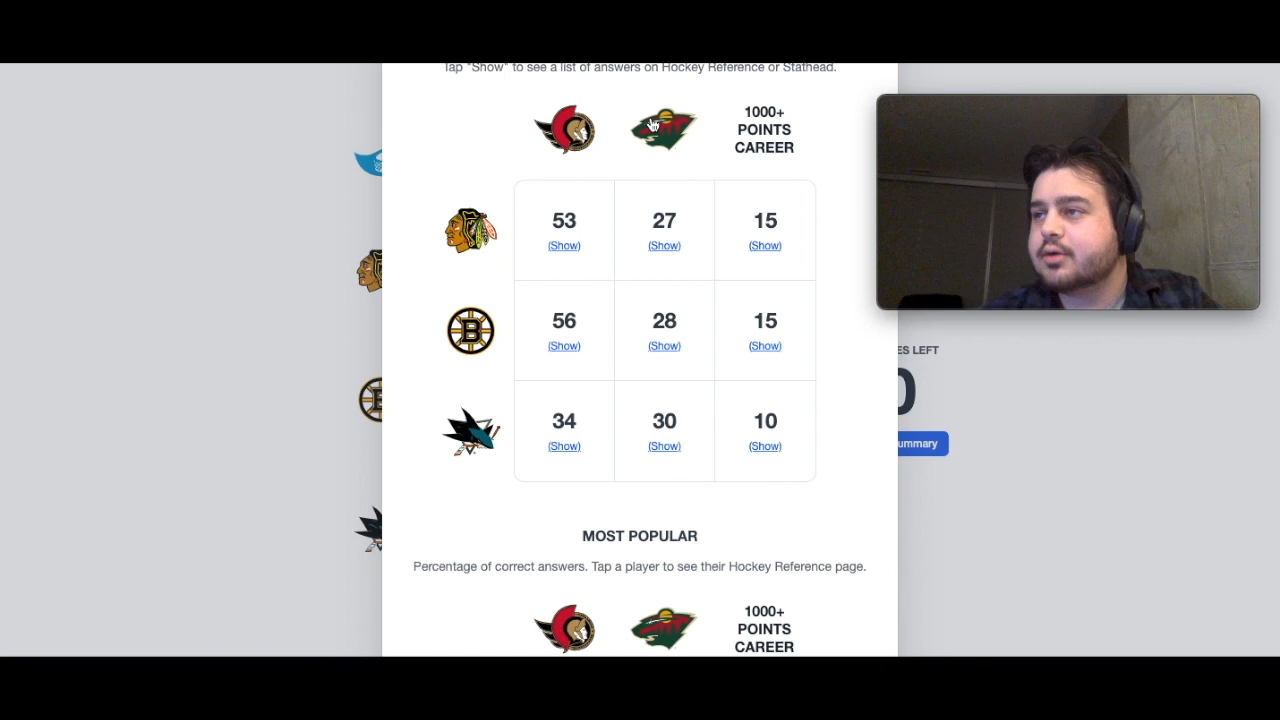 Tap "Show" to see a list of answers on Hockey Reference or Stathead.
1000+
POINTS
CAREER
53 27 15
(Show) (Show) (Show)
B
56 28 15
(Show) (Show) (Show)
34 30 10
(Show) (Show) (Show)
ES LEFT
0
ummary
MOST POPULAR
Percentage of correct answers. Tap a player to see their Hockey Reference page.
1000+
POINTS
CAREER